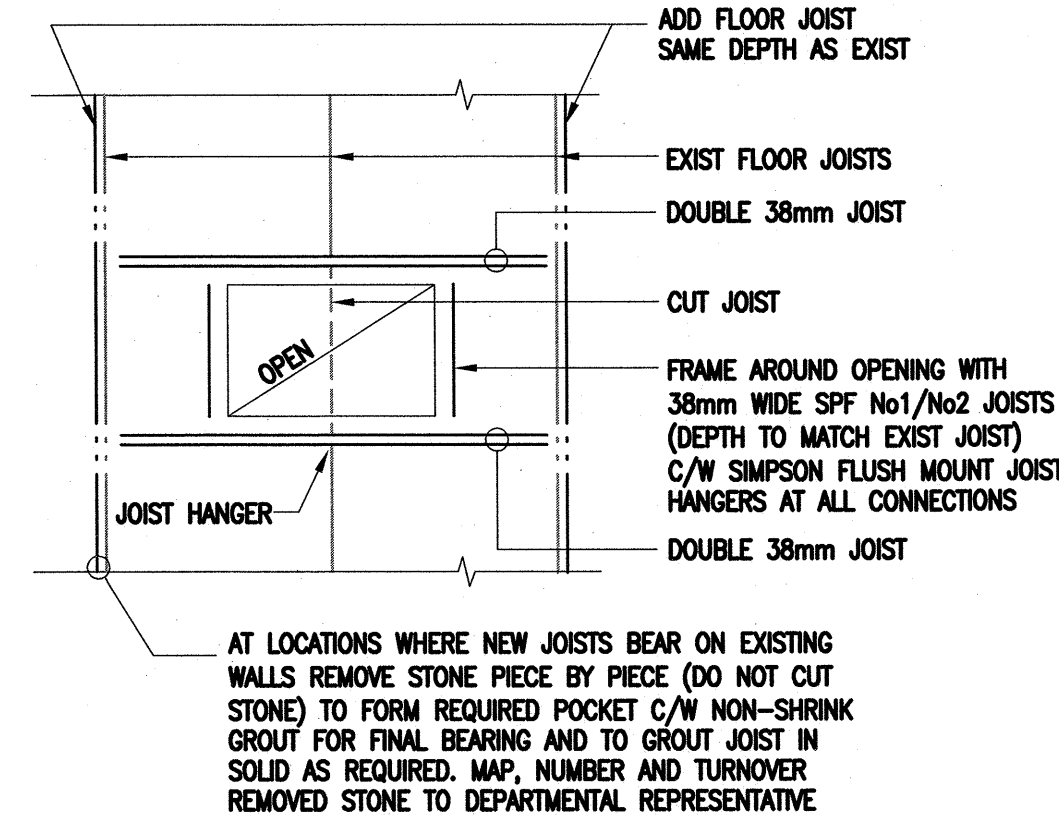 ADD FLOOR JOIST
SAME DEPTH AS EXIST
EXIST FLOOR JOISTS
DOUBLE 38mm JOIST
CUT JOIST
OPEN
FRAME AROUND OPENING WITH
38mm WIDE SPF No1/No2 JOISTS
(DEPTH TO MATCH EXIST JOIST)
C/W SIMPSON FLUSH MOUNT JOIST
HANGERS AT ALL CONNECTIONS
JOIST HANGER
DOUBLE 38mm JOIST
AT LOCATIONS WHERE NEW JOISTS BEAR ON EXISTING
WALLS REMOVE STONE PIECE BY PIECE (DO NOT CUT
STONE) TO FORM REQUIRED POCKET C/W NON-SHRINK
GROUT FOR FINAL BEARING AND TO GROUT JOIST IN
SOLID AS REQUIRED. MAP, NUMBER AND TURNOVER
REMOVED STONE TO DEPARTMENTAL REPRESENTATIVE